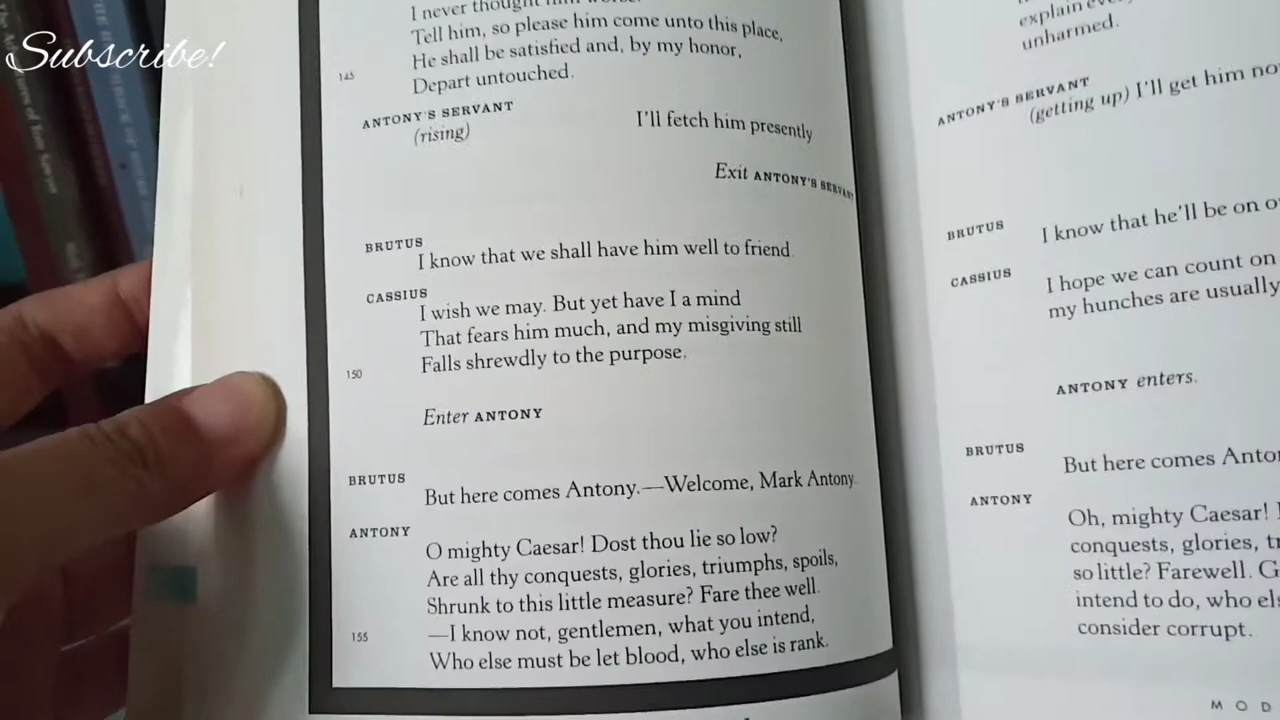 Subscribe!
I never thought him worse.
Tell him, so please him come unto this place,
He shall be satisfied and, by my honor,
145
Depart untouched.
ANTONY'S SERVANT
(rising)
I'll fetch him presently
Exit ANTONY'S SERVANT
BRUTUS
I know that we shall have him well to friend
CASSIUS
I wish we may. But yet have I a mind
That fears him much, and my misgiving still
150
Falls shrewdly to the purpose.
Enter ANTONY
BRUTUS
But here comes Antony.—Welcome, Mark Antony
ANTONY
O mighty Caesar! Dost thou lie so low?
Are all thy conquests, glories, triumphs, spoils,
Shrunk to this little measure? Fare thee well.
155
—I know not, gentlemen, what you intend,
Who else must be let blood, who else is rank.
explain
unharmed.
ANTONY'S SERVANT
(getting up) I'll get him
BRUTUS
I know that he'll be on
CASSIUS
I hope we can count on
my hunches are usually
ANTONY enters.
BRUTUS
But here comes
ANTONY
Oh, mighty Caesar!
conquests, glories,
so little? Farewell.
intend to do, who
consider corrupt.
MOD